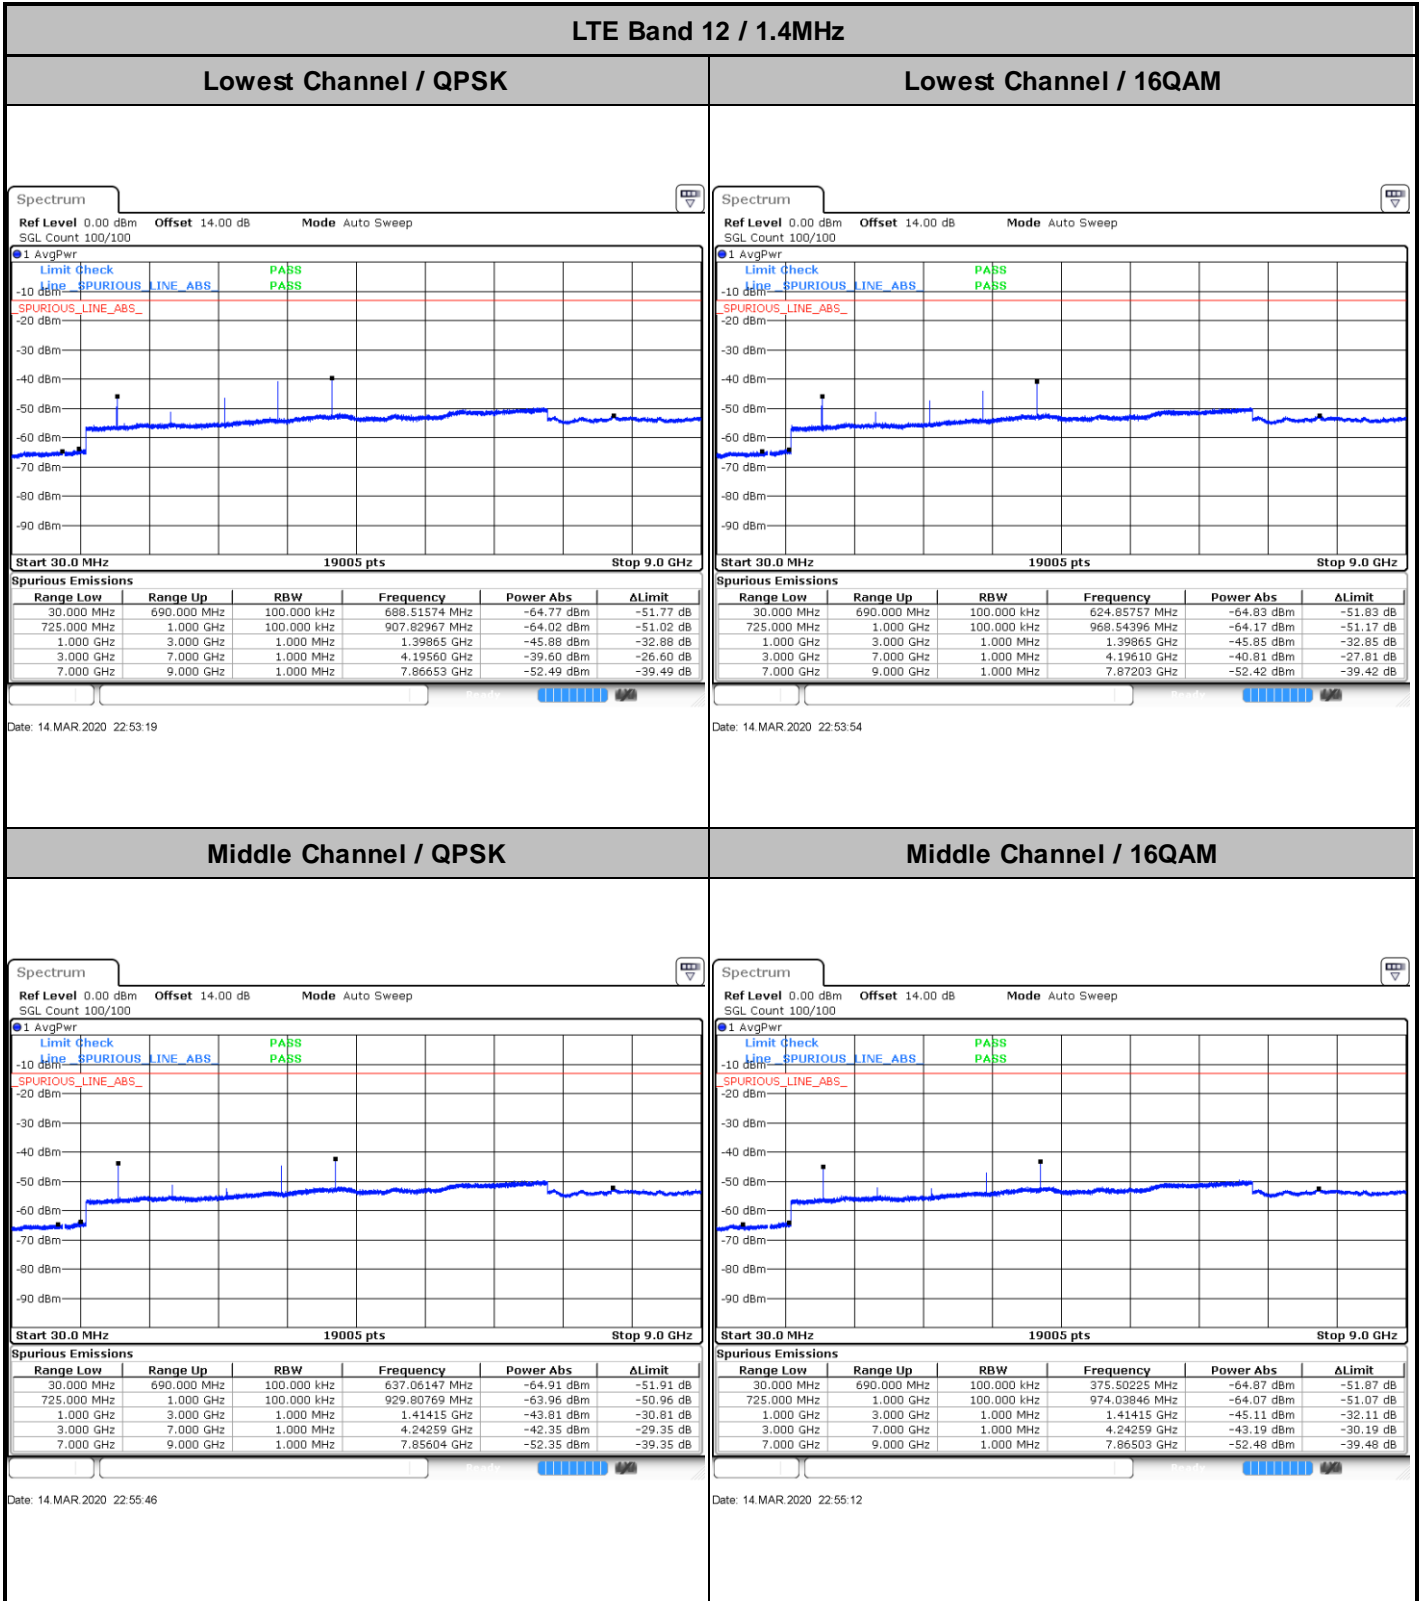 LTE Band 12 / 1.4MHz
Lowest Channel / QPSK
Lowest Channel / 16QAM
Spectrum
Ref Level 0.00 dBm Offset 14.00 dB Mode Auto Sweep
SGL Count 100/100
1 AvgPwr
Limit Check PASS
Line _SPURIOUS_LINE_ABS_ PASS
-10 dBm
_SPURIOUS_LINE_ABS_
-20 dBm
-30 dBm
-40 dBm
-50 dBm
-60 dBm
-70 dBm
-80 dBm
-90 dBm
Start 30.0 MHz 19005 pts Stop 9.0 GHz
Spurious Emissions
Range Low Range Up RBW Frequency Power Abs ΔLimit
30.000 MHz 690.000 MHz 100.000 kHz 688.51574 MHz -64.77 dBm -51.77 dB
725.000 MHz 1.000 GHz 100.000 kHz 907.82967 MHz -64.02 dBm -51.02 dB
1.000 GHz 3.000 GHz 1.000 MHz 1.39865 GHz -45.88 dBm -32.88 dB
3.000 GHz 7.000 GHz 1.000 MHz 4.19560 GHz -39.60 dBm -26.60 dB
7.000 GHz 9.000 GHz 1.000 MHz 7.86653 GHz -52.49 dBm -39.49 dB
Ready
Date: 14.MAR.2020 22:53:19
Spectrum
Ref Level 0.00 dBm Offset 14.00 dB Mode Auto Sweep
SGL Count 100/100
1 AvgPwr
Limit Check PASS
Line _SPURIOUS_LINE_ABS_ PASS
-10 dBm
_SPURIOUS_LINE_ABS_
-20 dBm
-30 dBm
-40 dBm
-50 dBm
-60 dBm
-70 dBm
-80 dBm
-90 dBm
Start 30.0 MHz 19005 pts Stop 9.0 GHz
Spurious Emissions
Range Low Range Up RBW Frequency Power Abs ΔLimit
30.000 MHz 690.000 MHz 100.000 kHz 624.85757 MHz -64.83 dBm -51.83 dB
725.000 MHz 1.000 GHz 100.000 kHz 968.54396 MHz -64.17 dBm -51.17 dB
1.000 GHz 3.000 GHz 1.000 MHz 1.39865 GHz -45.85 dBm -32.85 dB
3.000 GHz 7.000 GHz 1.000 MHz 4.19610 GHz -40.81 dBm -27.81 dB
7.000 GHz 9.000 GHz 1.000 MHz 7.87203 GHz -52.42 dBm -39.42 dB
Ready
Date: 14.MAR.2020 22:53:54
Middle Channel / QPSK
Middle Channel / 16QAM
Spectrum
Ref Level 0.00 dBm Offset 14.00 dB Mode Auto Sweep
SGL Count 100/100
1 AvgPwr
Limit Check PASS
Line _SPURIOUS_LINE_ABS_ PASS
-10 dBm
_SPURIOUS_LINE_ABS_
-20 dBm
-30 dBm
-40 dBm
-50 dBm
-60 dBm
-70 dBm
-80 dBm
-90 dBm
Start 30.0 MHz 19005 pts Stop 9.0 GHz
Spurious Emissions
Range Low Range Up RBW Frequency Power Abs ΔLimit
30.000 MHz 690.000 MHz 100.000 kHz 637.06147 MHz -64.91 dBm -51.91 dB
725.000 MHz 1.000 GHz 100.000 kHz 929.80769 MHz -63.96 dBm -50.96 dB
1.000 GHz 3.000 GHz 1.000 MHz 1.41415 GHz -43.81 dBm -30.81 dB
3.000 GHz 7.000 GHz 1.000 MHz 4.24259 GHz -42.35 dBm -29.35 dB
7.000 GHz 9.000 GHz 1.000 MHz 7.85604 GHz -52.35 dBm -39.35 dB
Ready
Date: 14.MAR.2020 22:55:46
Spectrum
Ref Level 0.00 dBm Offset 14.00 dB Mode Auto Sweep
SGL Count 100/100
1 AvgPwr
Limit Check PASS
Line _SPURIOUS_LINE_ABS_ PASS
-10 dBm
_SPURIOUS_LINE_ABS_
-20 dBm
-30 dBm
-40 dBm
-50 dBm
-60 dBm
-70 dBm
-80 dBm
-90 dBm
Start 30.0 MHz 19005 pts Stop 9.0 GHz
Spurious Emissions
Range Low Range Up RBW Frequency Power Abs ΔLimit
30.000 MHz 690.000 MHz 100.000 kHz 375.50225 MHz -64.87 dBm -51.87 dB
725.000 MHz 1.000 GHz 100.000 kHz 974.03846 MHz -64.07 dBm -51.07 dB
1.000 GHz 3.000 GHz 1.000 MHz 1.41415 GHz -45.11 dBm -32.11 dB
3.000 GHz 7.000 GHz 1.000 MHz 4.24259 GHz -43.19 dBm -30.19 dB
7.000 GHz 9.000 GHz 1.000 MHz 7.86503 GHz -52.48 dBm -39.48 dB
Ready
Date: 14.MAR.2020 22:55:12